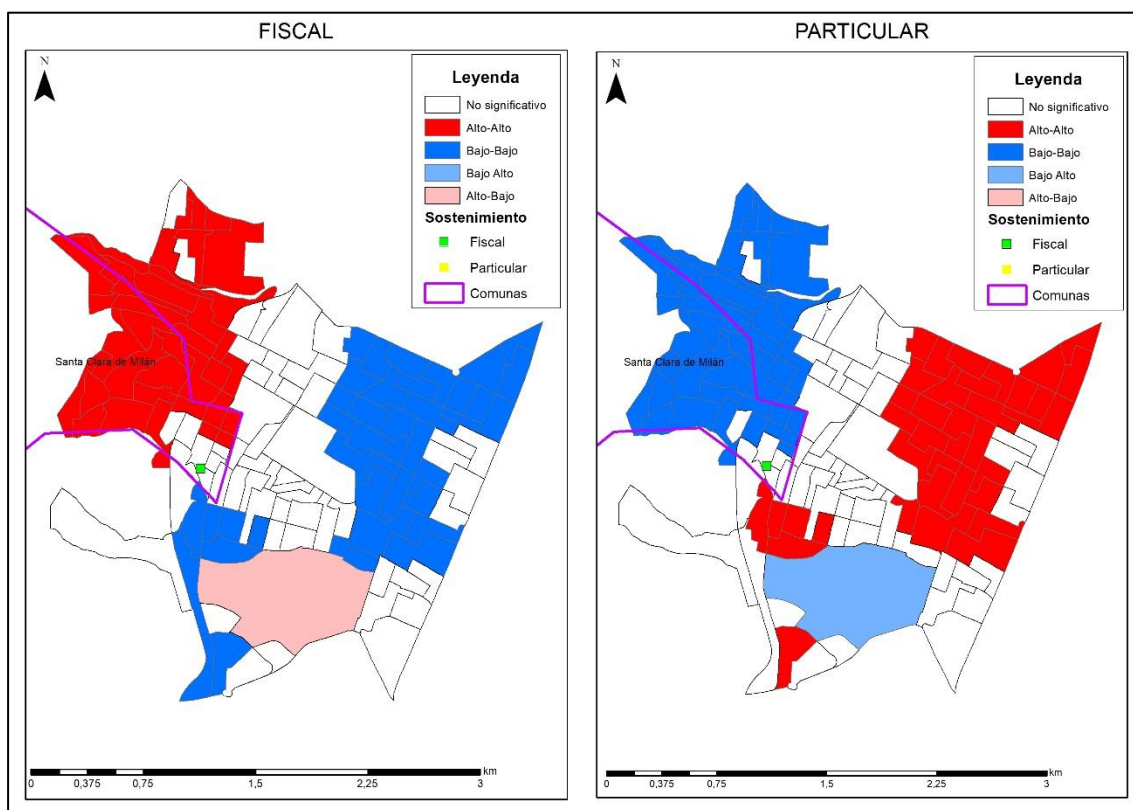 FISCAL
N
Leyenda
No significativo
Alto-Alto
Bajo-Bajo
Bajo Alto
Alto-Bajo
Sostenimiento
Fiscal
Particular
Comunas
Santa Clara de Milán
km
0 0,375 0,75 1,5 2,25 3
PARTICULAR
N
Leyenda
No significativo
Alto-Alto
Bajo-Bajo
Bajo Alto
Alto-Bajo
Sostenimiento
Fiscal
Particular
Comunas
Santa Clara de Milán
km
0 0,375 0,75 1,5 2,25 3